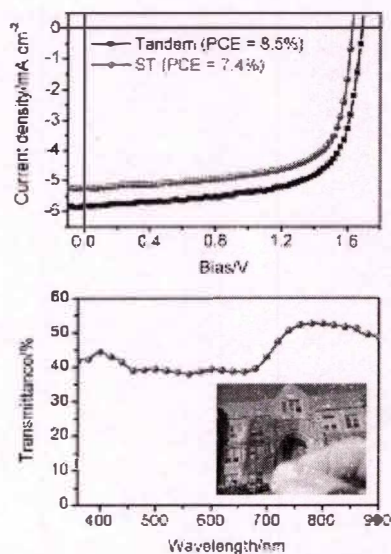 0
Tandem (PCE = 8.5%)
ST (PCE = 7.4%)
-1
-2
-3
-4
-5
-6
Current density/mA cm-2
0.0 0.4 0.8 1.2 1.6
Bias/V
60
50
40
30
20
10
0
Transmittance/%
400 500 600 700 800 900
Wavelength/nm